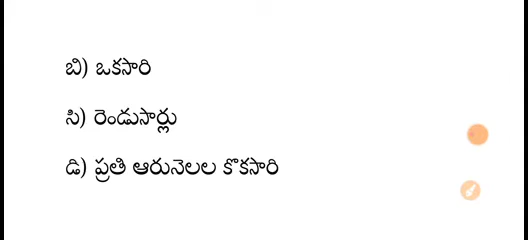 బి) ఒకసారి
సి) రెండుసార్లు
డి) ప్రతి ఆరునెలల కొకసారి